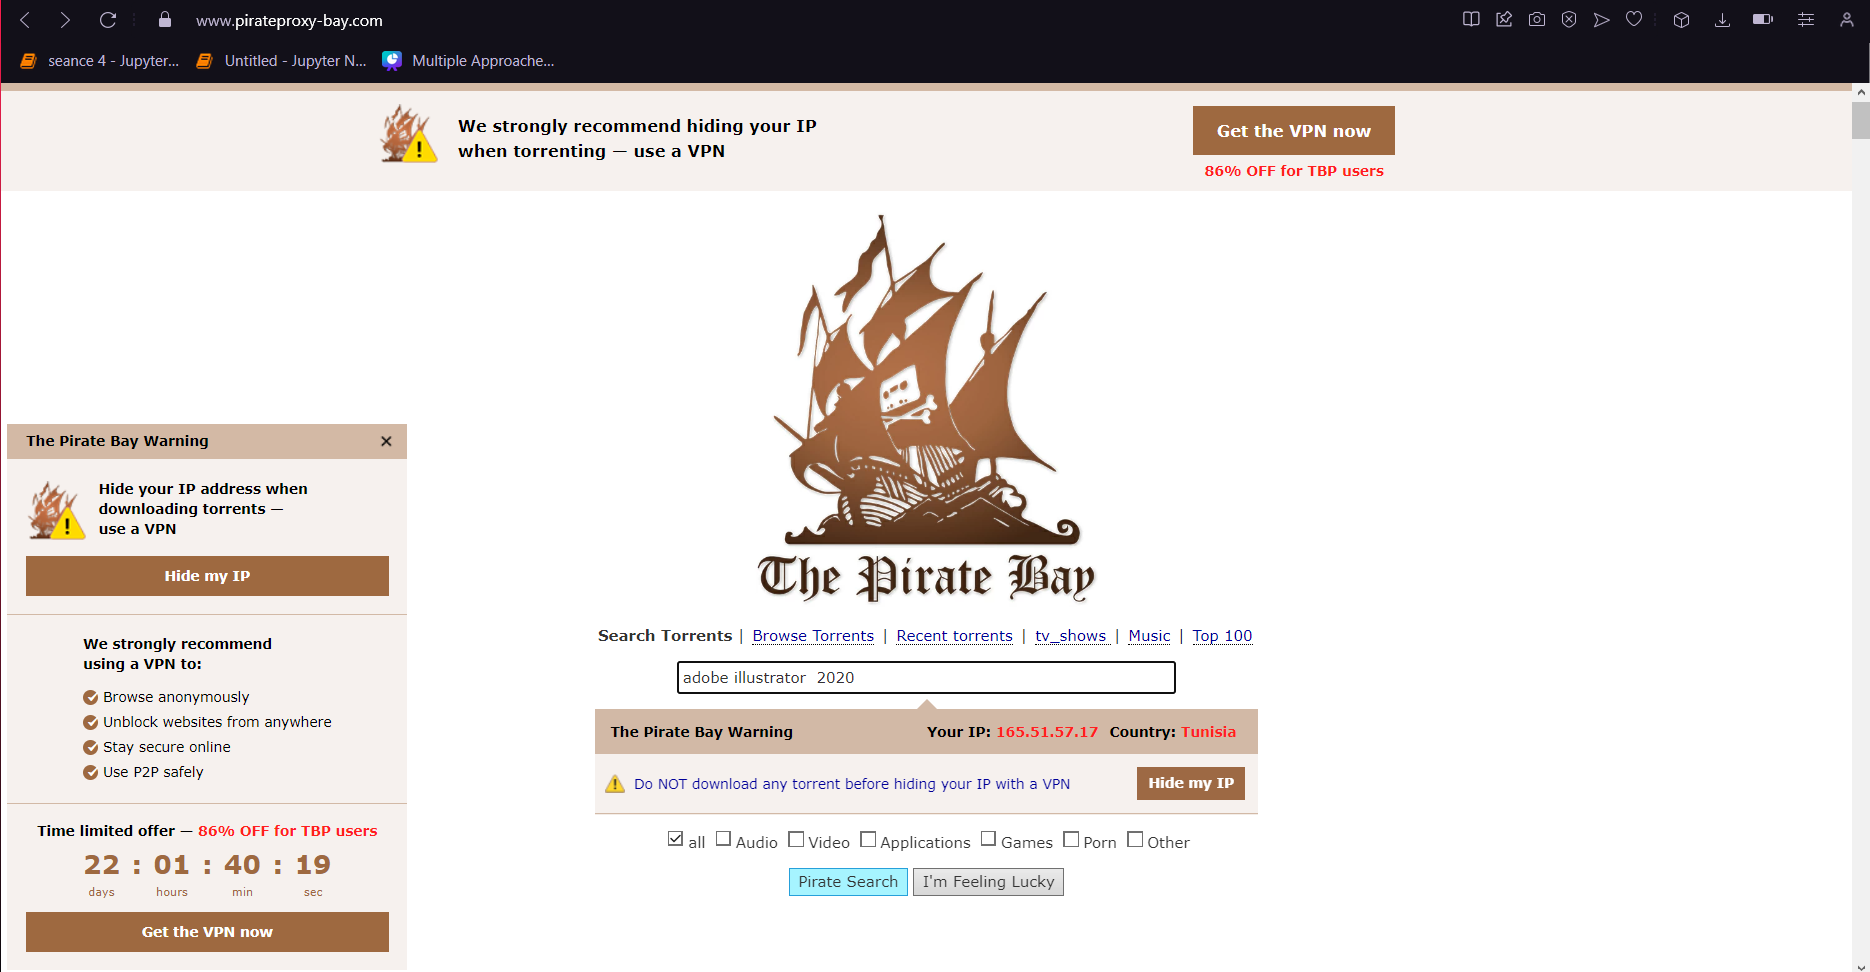 www.pirateproxy-bay.com
seance 4 - Jupyter... Untitled - Jupyter N... Multiple Approache...
We strongly recommend hiding your IP
when torrenting — use a VPN
Get the VPN now
86% OFF for TBP users
The Pirate Bay
Search Torrents | Browse Torrents | Recent torrents | tv_shows | Music | Top 100
adobe illustrator  2020
The Pirate Bay Warning Your IP: 165.51.57.17 Country: Tunisia
Do NOT download any torrent before hiding your IP with a VPN Hide my IP
all Audio Video Applications Games Porn Other
Pirate Search I'm Feeling Lucky
The Pirate Bay Warning
Hide your IP address when
downloading torrents —
use a VPN
Hide my IP
We strongly recommend
using a VPN to:
Browse anonymously
Unblock websites from anywhere
Stay secure online
Use P2P safely
Time limited offer — 86% OFF for TBP users
22 : 01 : 40 : 19
days hours min sec
Get the VPN now